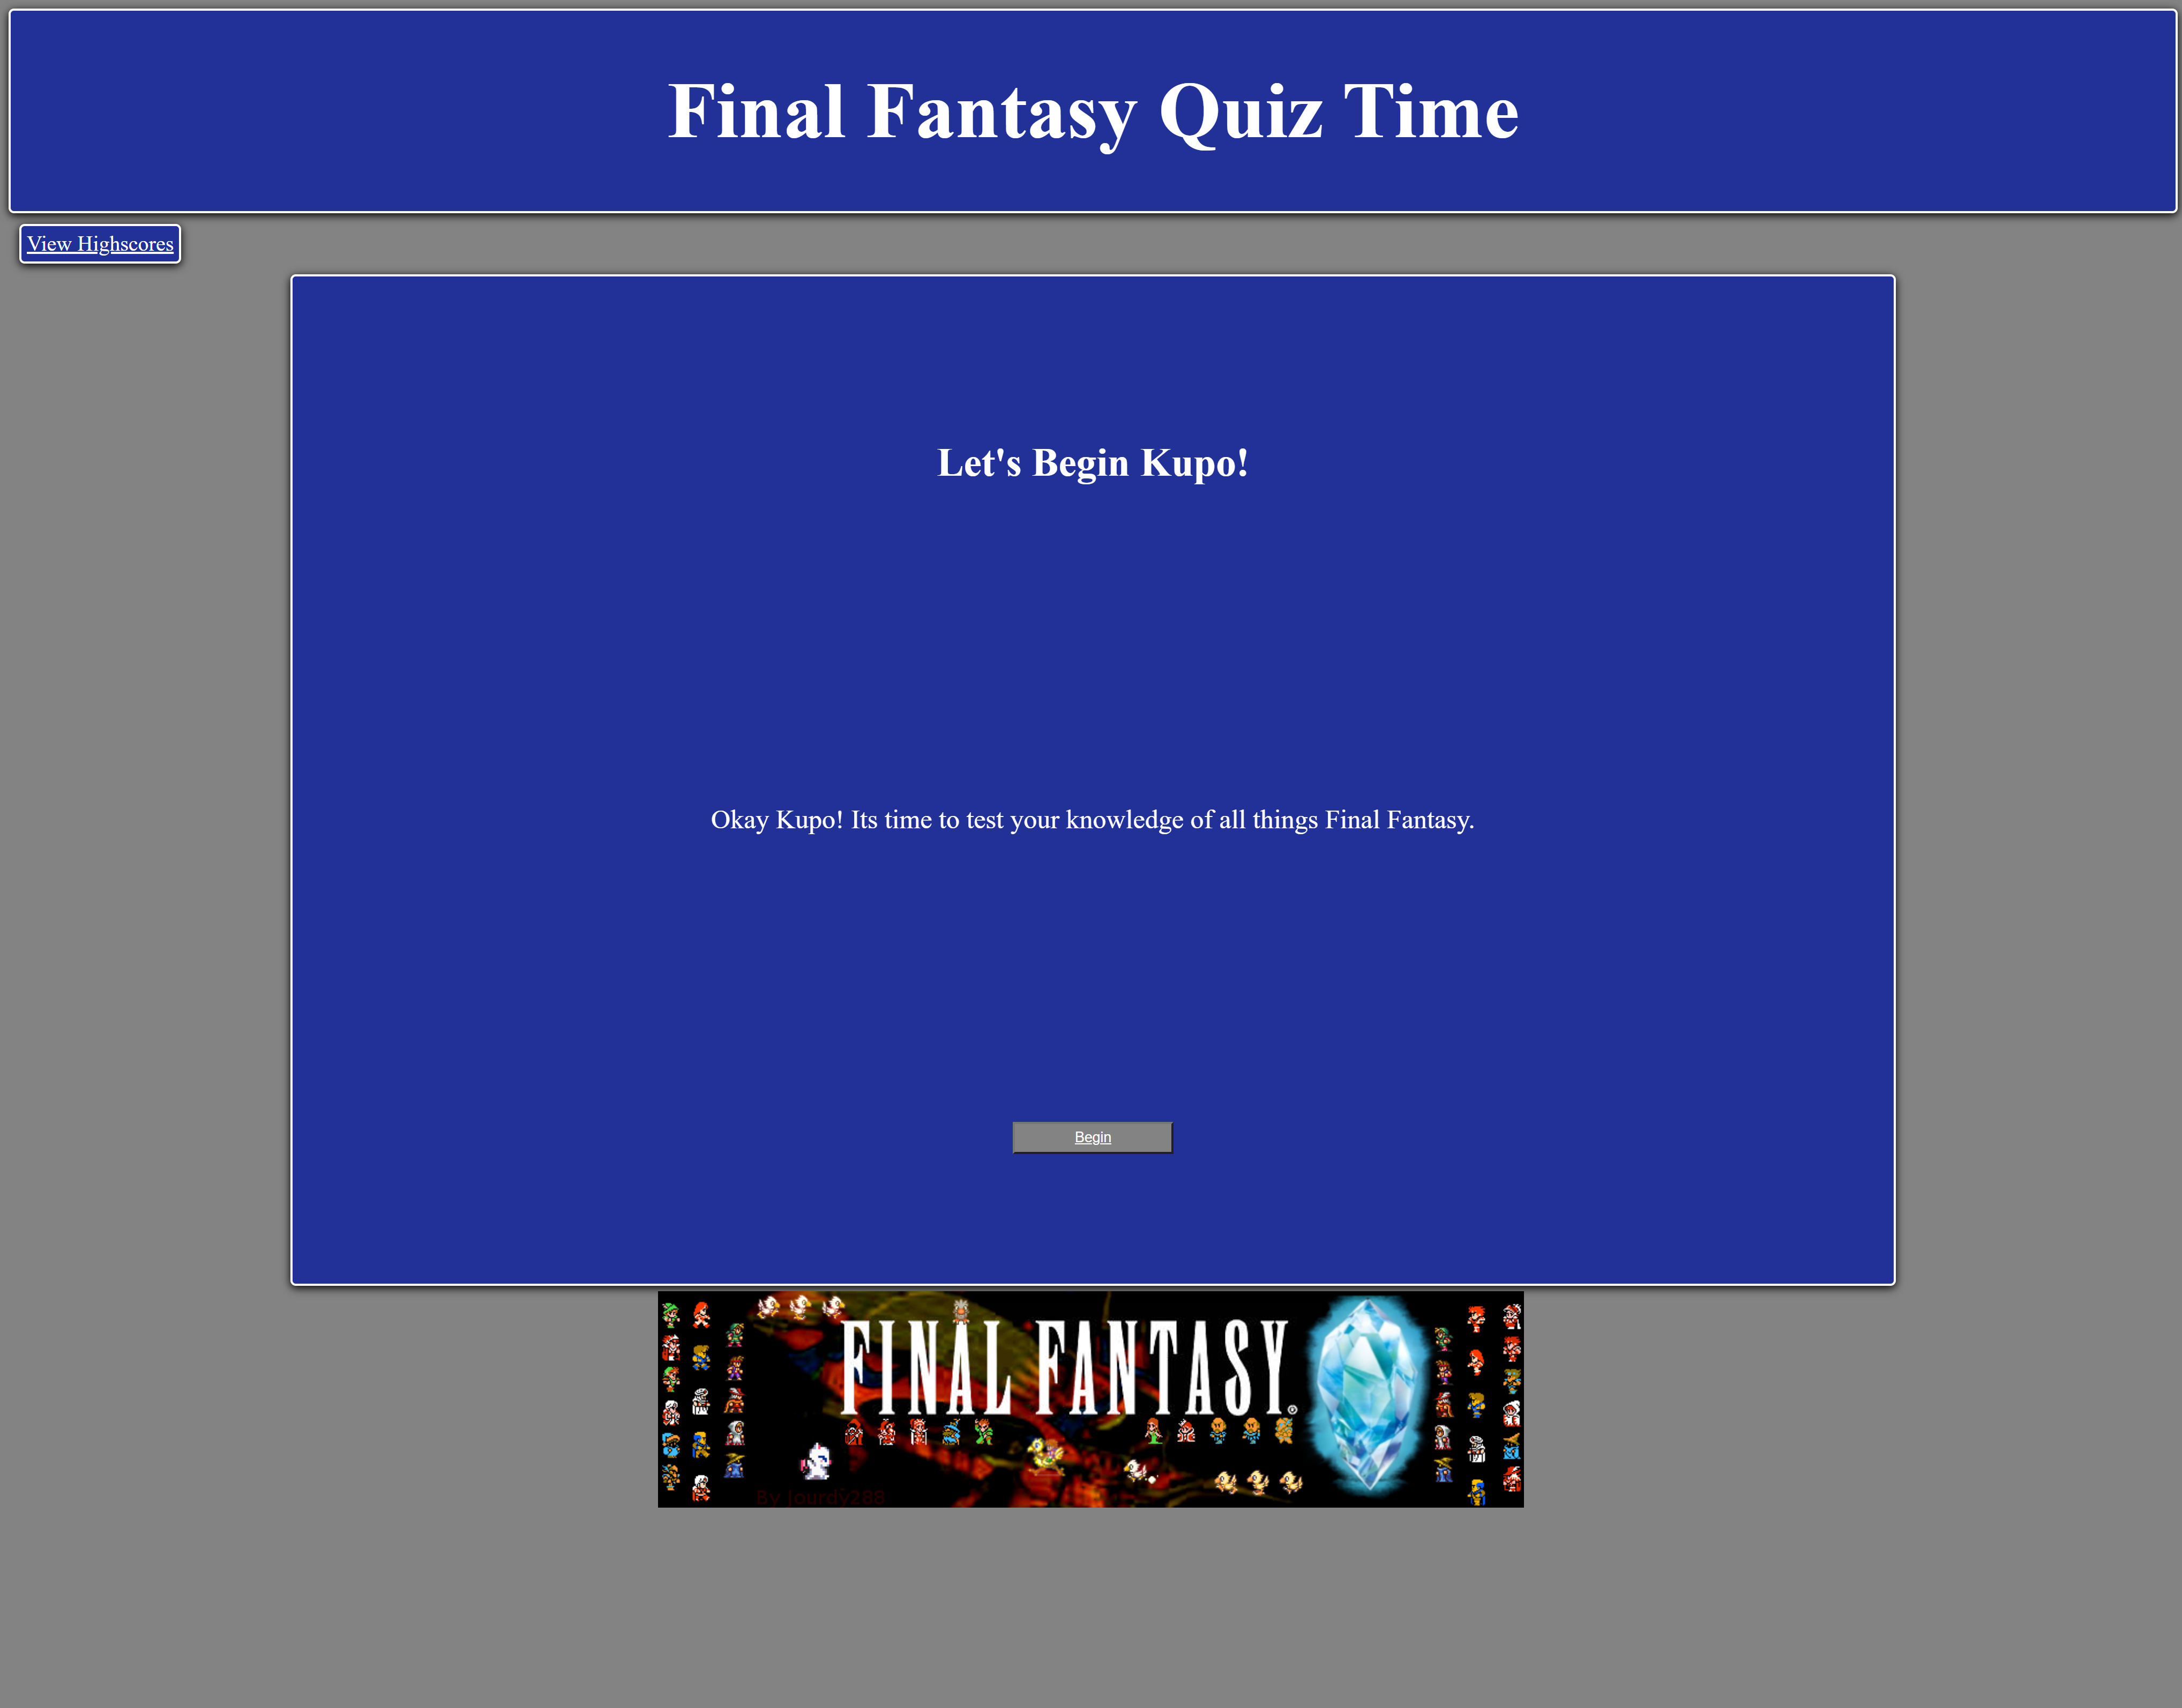 Final Fantasy Quiz Time
View Highscores
Let's Begin Kupo!
Okay Kupo! Its time to test your knowledge of all things Final Fantasy.
Begin
FINAL FANTASY®
By Jourdy288